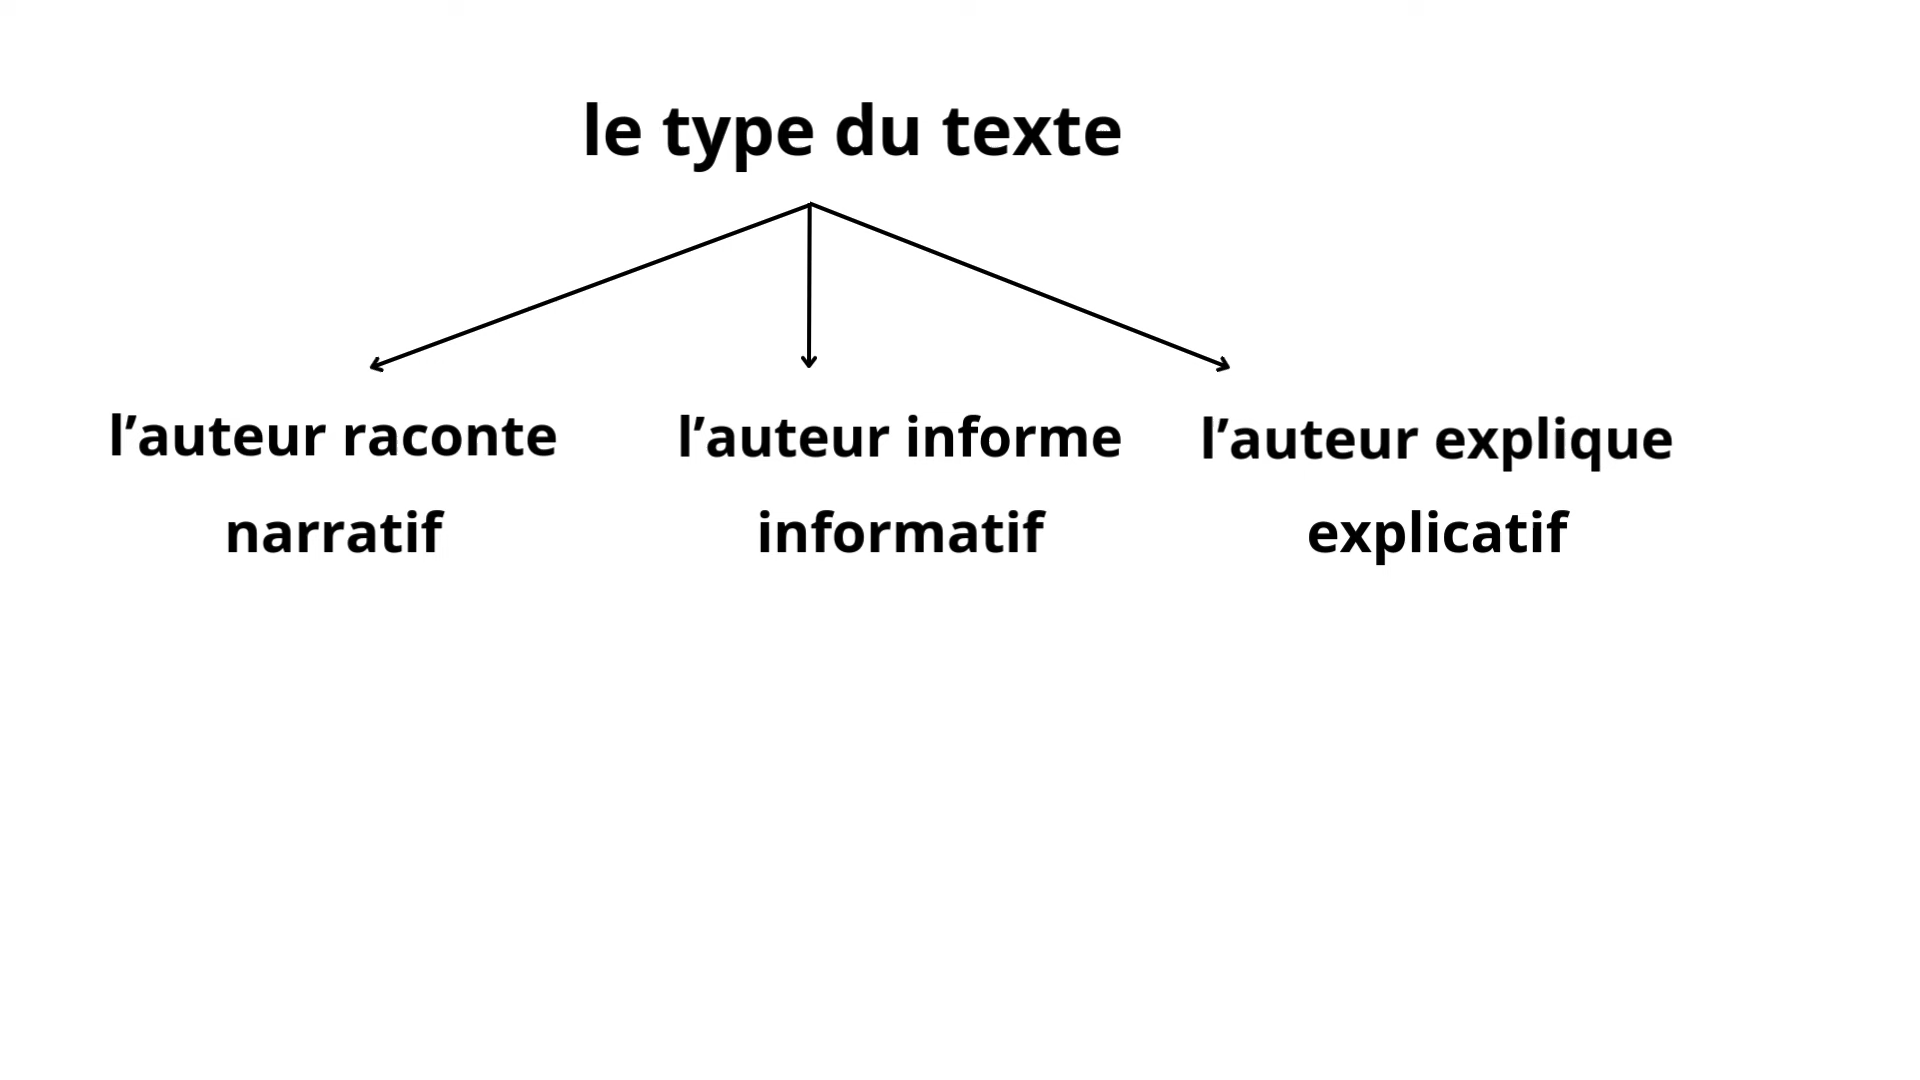 le type du texte
l’auteur raconte
narratif
l’auteur informe
informatif
l’auteur explique
explicatif